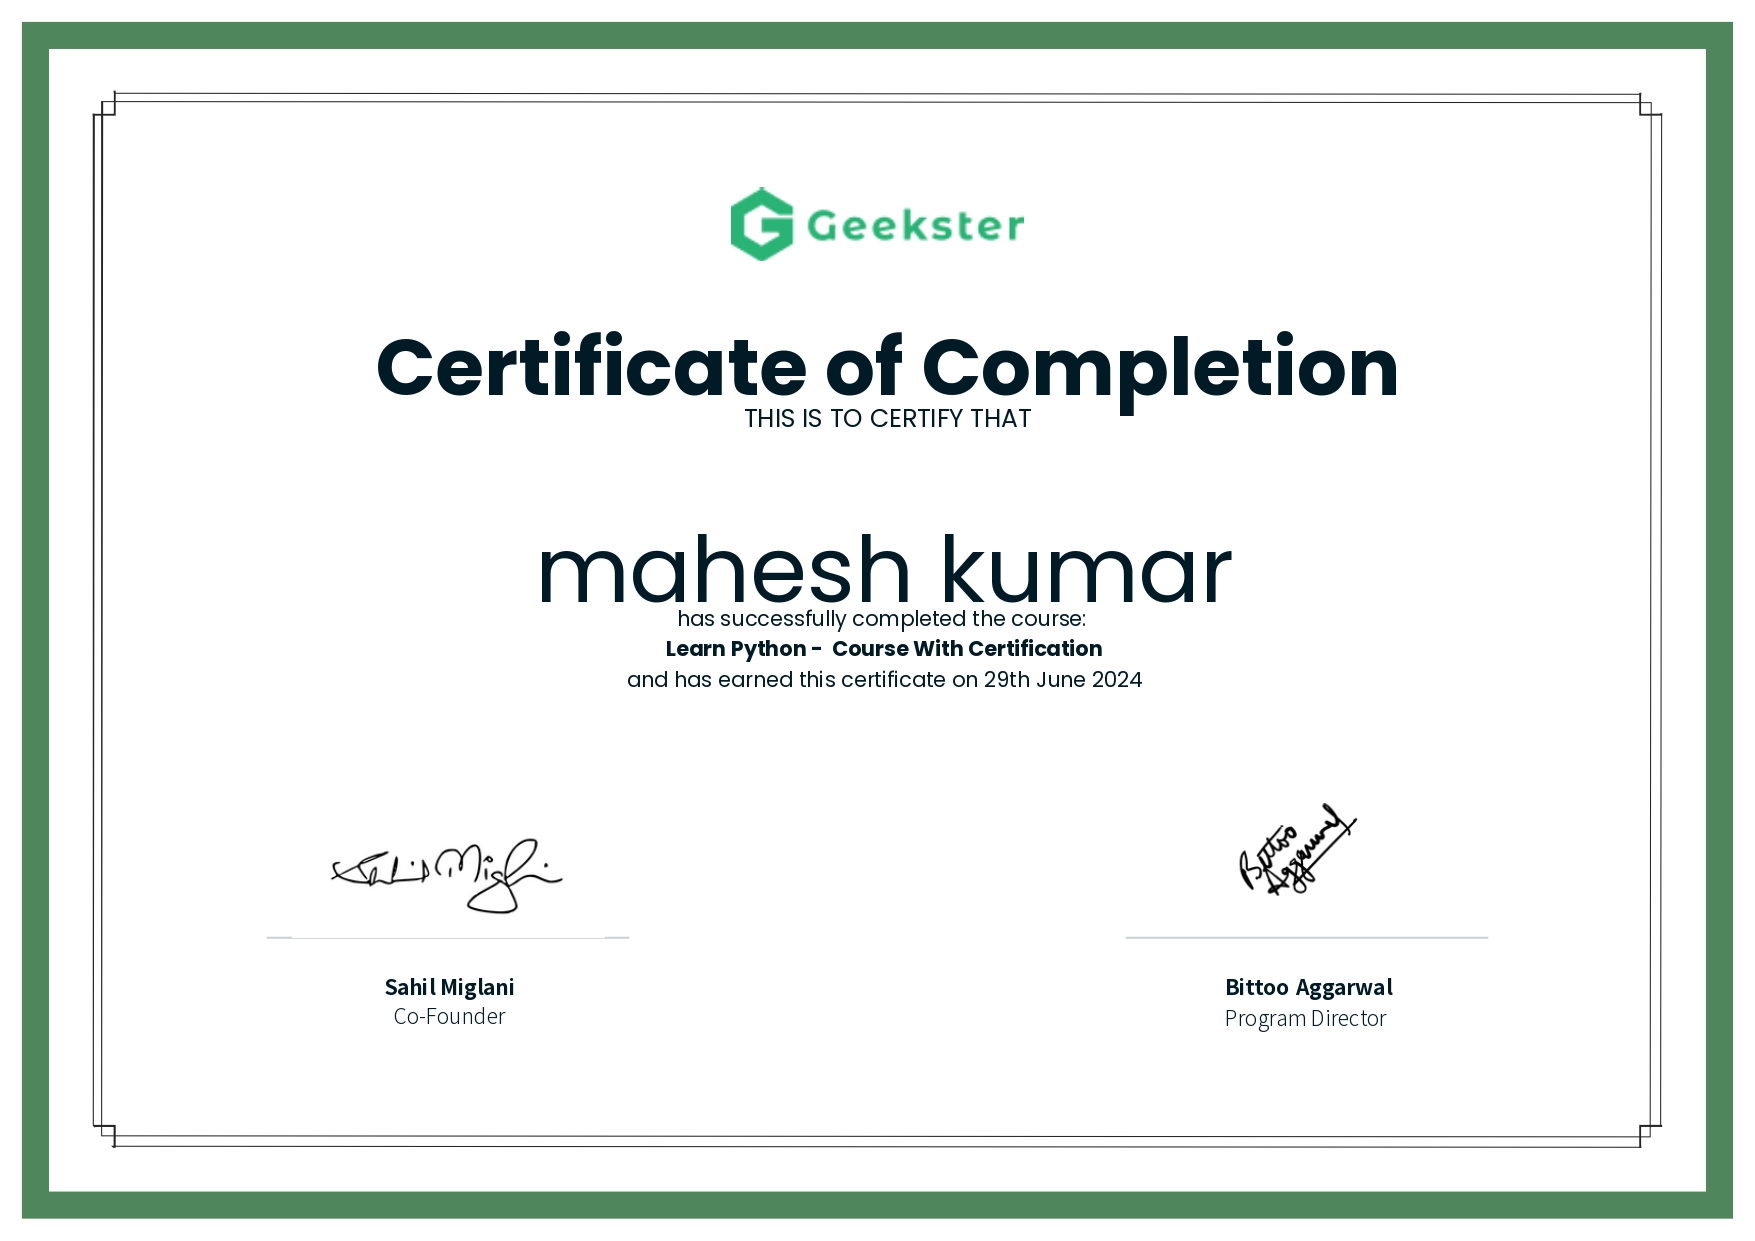 Geekster
Certificate of Completion
THIS IS TO CERTIFY THAT
mahesh kumar
has successfully completed the course:
Learn Python -  Course With Certification
and has earned this certificate on 29th June 2024
Sahil Miglani
Bittoo
Aggarwal
Sahil Miglani
Co-Founder
Bittoo Aggarwal
Program Director